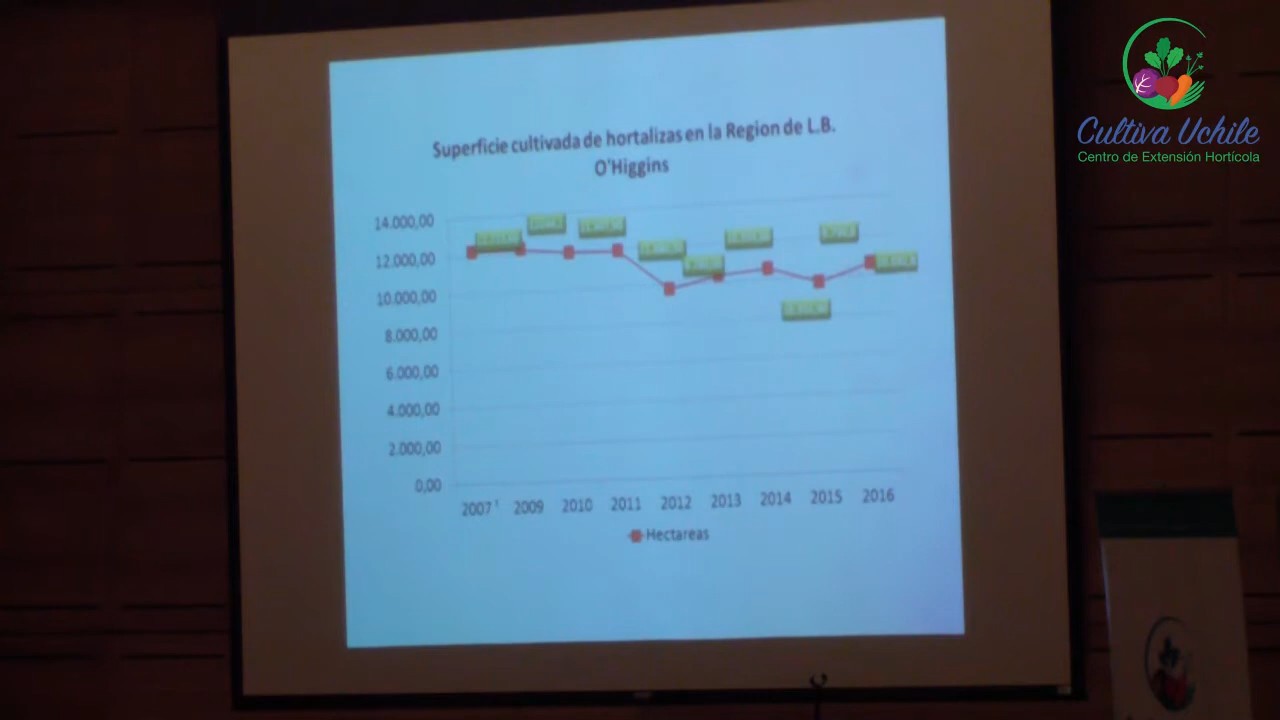 Cultiva Uchile
Centro de Extensión Hortícola
Superficie cultivada de hortalizas en la Region de L.B.
O'Higgins
14.000,00
12.000,00
10.000,00
8.000,00
6.000,00
4.000,00
2.000,00
0,00
2007 ¹ 2009 2010 2011 2012 2013 2014 2015 2016
Hectareas